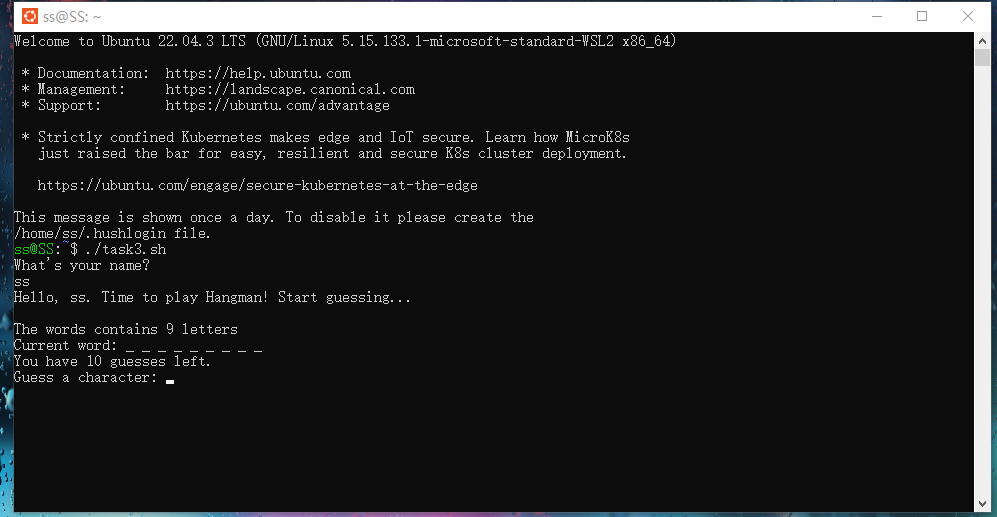 ss@SS: ~
Welcome to Ubuntu 22.04.3 LTS (GNU/Linux 5.15.133.1-microsoft-standard-WSL2 x86_64)
* Documentation: https://help.ubuntu.com
* Management: https://landscape.canonical.com
* Support: https://ubuntu.com/advantage
* Strictly confined Kubernetes makes edge and IoT secure. Learn how MicroK8s
just raised the bar for easy, resilient and secure K8s cluster deployment.
https://ubuntu.com/engage/secure-kubernetes-at-the-edge
This message is shown once a day. To disable it please create the
/home/ss/.hushlogin file.
ss@SS:~$ ./task3.sh
What's your name?
ss
Hello, ss. Time to play Hangman! Start guessing...
The words contains 9 letters
Current word: _ _ _ _ _ _ _ _ _
You have 10 guesses left.
Guess a character: